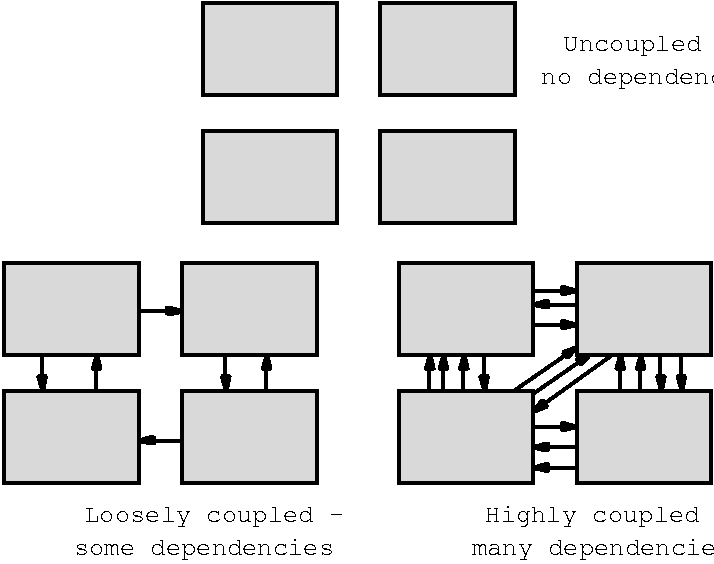 Uncoupled
no dependenc
Loosely coupled –
some dependencies
Highly coupled
many dependencie